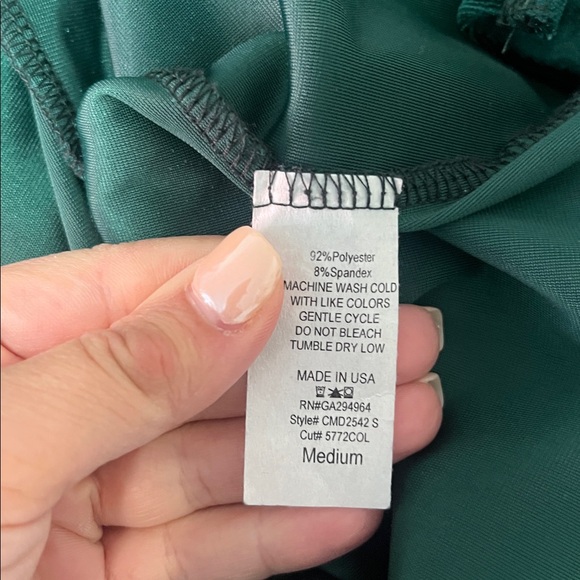 92%Polyester
8%Spandex
MACHINE WASH COLD
WITH LIKE COLORS
GENTLE CYCLE
DO NOT BLEACH
TUMBLE DRY LOW
MADE IN USA
RN#GA294964
Style# CMD2542 S
Cut# 5772COL
Medium